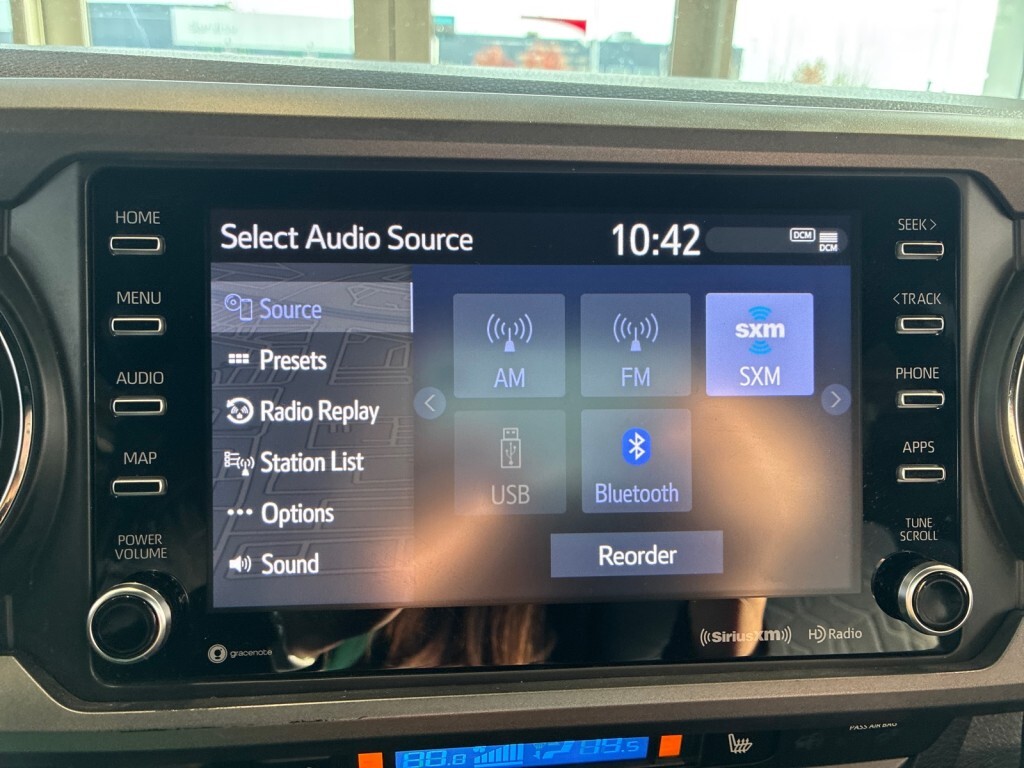 Select Audio Source 10:42 DCM
DCM
HOME
MENU
AUDIO
MAP
POWER
VOLUME
Source
Presets
Radio Replay
Station List
Options
Sound
AM
FM
sxm
SXM
USB
Bluetooth
Reorder
SEEK >
< TRACK
PHONE
APPS
TUNE
SCROLL
gracenote
((SiriusXM))
HD Radio
PASS AIR BAG